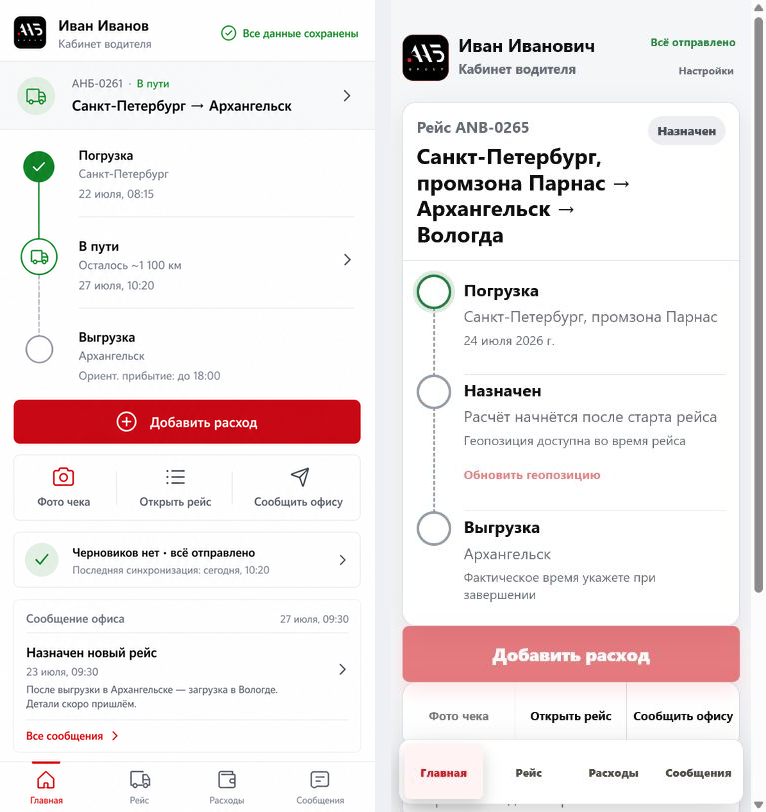 АНБ
ГРУПП
Иван Иванов
Кабинет водителя
Все данные сохранены
АНБ-0261 · В пути
Санкт-Петербург → Архангельск
Погрузка
Санкт-Петербург
22 июля, 08:15
В пути
Осталось ~1 100 км
27 июля, 10:20
Выгрузка
Архангельск
Ориент. прибытие: до 18:00
Добавить расход
Фото чека
Открыть рейс
Сообщить офису
Черновиков нет • всё отправлено
Последняя синхронизация: сегодня, 10:20
Сообщение офиса
27 июля, 09:30
Назначен новый рейс
23 июля, 09:30
После выгрузки в Архангельске — загрузка в Вологде.
Детали скоро пришлём.
Все сообщения
Главная
Рейс
Расходы
Сообщения
АНБ
Иван Иванович
Кабинет водителя
Всё отправлено
Настройки
Рейс ANB-0265
Назначен
Санкт-Петербург,
промзона Парнас →
Архангельск →
Вологда
Погрузка
Санкт-Петербург, промзона Парнас
24 июля 2026 г.
Назначен
Расчёт начнётся после старта рейса
Геопозиция доступна во время рейса
Обновить геопозицию
Выгрузка
Архангельск
Фактическое время укажете при
завершении
Добавить расход
Фото чека
Открыть рейс
Сообщить офису
Главная
Рейс
Расходы
Сообщения